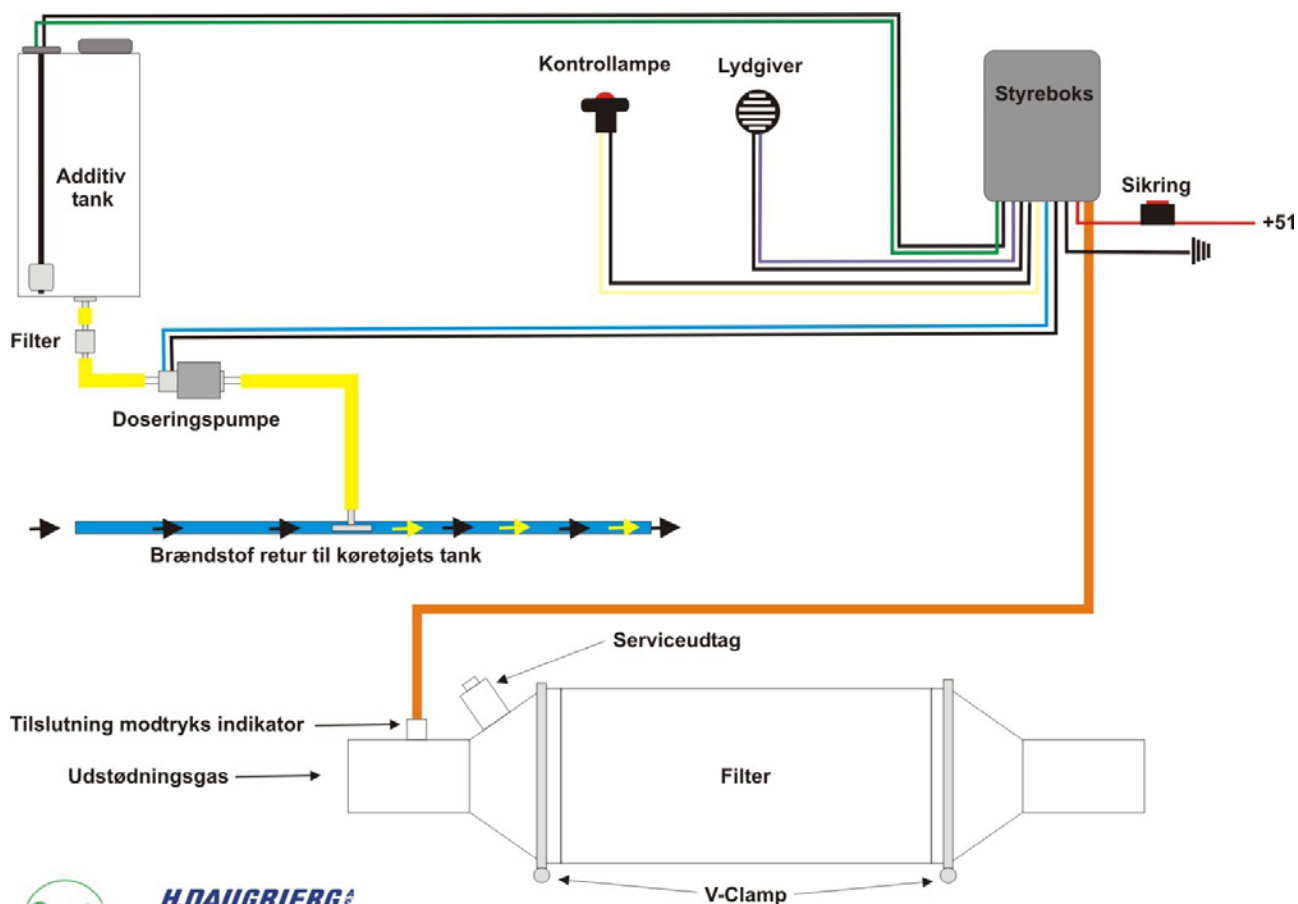 Kontrollampe
Lydgiver
Styreboks
Sikring
+51
Additiv
tank
Filter
Doseringspumpe
Brændstof retur til køretøjets tank
Serviceudtag
Tilslutning modtryks indikator
Udstødningsgas
Filter
V-Clamp